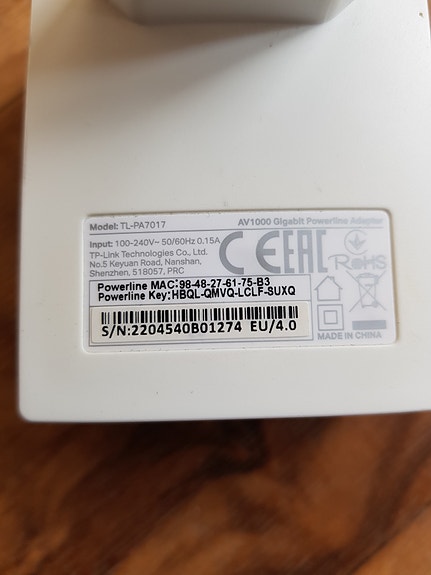 Model: TL-PA7017 AV1000 Gigabit Powerline Adapter
Input: 100-240V~ 50/60Hz 0.15A
TP-Link Technologies Co., Ltd.
No.5 Keyuan Road, Nanshan,
Shenzhen, 518057, PRC
CE EAC RoHS
Powerline MAC:98-48-27-61-75-B3
Powerline Key:HBQL-QMVQ-LCLF-SUXQ
S/N:2204540B01274 EU/4.0
MADE IN CHINA